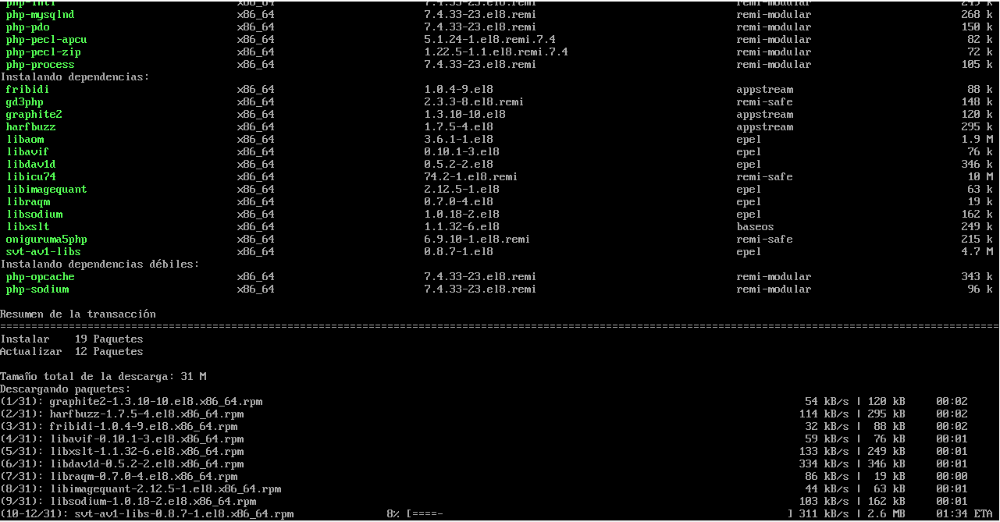 php-intl x86_64 7.4.33-23.el8.remi remi-modular 245 k
php-mysqlnd x86_64 7.4.33-23.el8.remi remi-modular 268 k
php-pdo x86_64 7.4.33-23.el8.remi remi-modular 150 k
php-pecl-apcu x86_64 5.1.24-1.el8.remi.7.4 remi-modular 82 k
php-pecl-zip x86_64 1.22.5-1.1.el8.remi.7.4 remi-modular 72 k
php-process x86_64 7.4.33-23.el8.remi remi-modular 105 k
Instalando dependencias:
fribidi x86_64 1.0.4-9.el8 appstream 88 k
gd3php x86_64 2.3.3-8.el8.remi remi-safe 148 k
graphite2 x86_64 1.3.10-10.el8 appstream 120 k
harfbuzz x86_64 1.7.5-4.el8 appstream 295 k
libaom x86_64 3.6.1-1.el8 epel 1.9 M
libavif x86_64 0.10.1-3.el8 epel 76 k
libdav1d x86_64 0.5.2-2.el8 epel 346 k
libicu74 x86_64 74.2-1.el8.remi remi-safe 10 M
libimagequant x86_64 2.12.5-1.el8 epel 63 k
libraqm x86_64 0.7.0-4.el8 epel 19 k
libsodium x86_64 1.0.18-2.el8 epel 162 k
libxslt x86_64 1.1.32-6.el8 baseos 249 k
oniguruma5php x86_64 6.9.10-1.el8.remi remi-safe 215 k
svt-av1-libs x86_64 0.8.7-1.el8 epel 4.7 M
Instalando dependencias débiles:
php-opcache x86_64 7.4.33-23.el8.remi remi-modular 343 k
php-sodium x86_64 7.4.33-23.el8.remi remi-modular 96 k
Resumen de la transacción
================================================================================================================================================================
Instalar 19 Paquetes
Actualizar 12 Paquetes
Tamaño total de la descarga: 31 M
Descargando paquetes:
(1/31): graphite2-1.3.10-10.el8.x86_64.rpm 54 kB/s | 120 kB 00:02
(2/31): harfbuzz-1.7.5-4.el8.x86_64.rpm 114 kB/s | 295 kB 00:02
(3/31): fribidi-1.0.4-9.el8.x86_64.rpm 32 kB/s | 88 kB 00:02
(4/31): libavif-0.10.1-3.el8.x86_64.rpm 59 kB/s | 76 kB 00:01
(5/31): libxslt-1.1.32-6.el8.x86_64.rpm 133 kB/s | 249 kB 00:01
(6/31): libdav1d-0.5.2-2.el8.x86_64.rpm 334 kB/s | 346 kB 00:01
(7/31): libraqm-0.7.0-4.el8.x86_64.rpm 86 kB/s | 19 kB 00:00
(8/31): libimagequant-2.12.5-1.el8.x86_64.rpm 44 kB/s | 63 kB 00:01
(9/31): libsodium-1.0.18-2.el8.x86_64.rpm 103 kB/s | 162 kB 00:01
(10-12/31): svt-av1-libs-0.8.7-1.el8.x86_64.rpm 8% [====- ] 311 kB/s | 2.6 MB 01:34 ETA